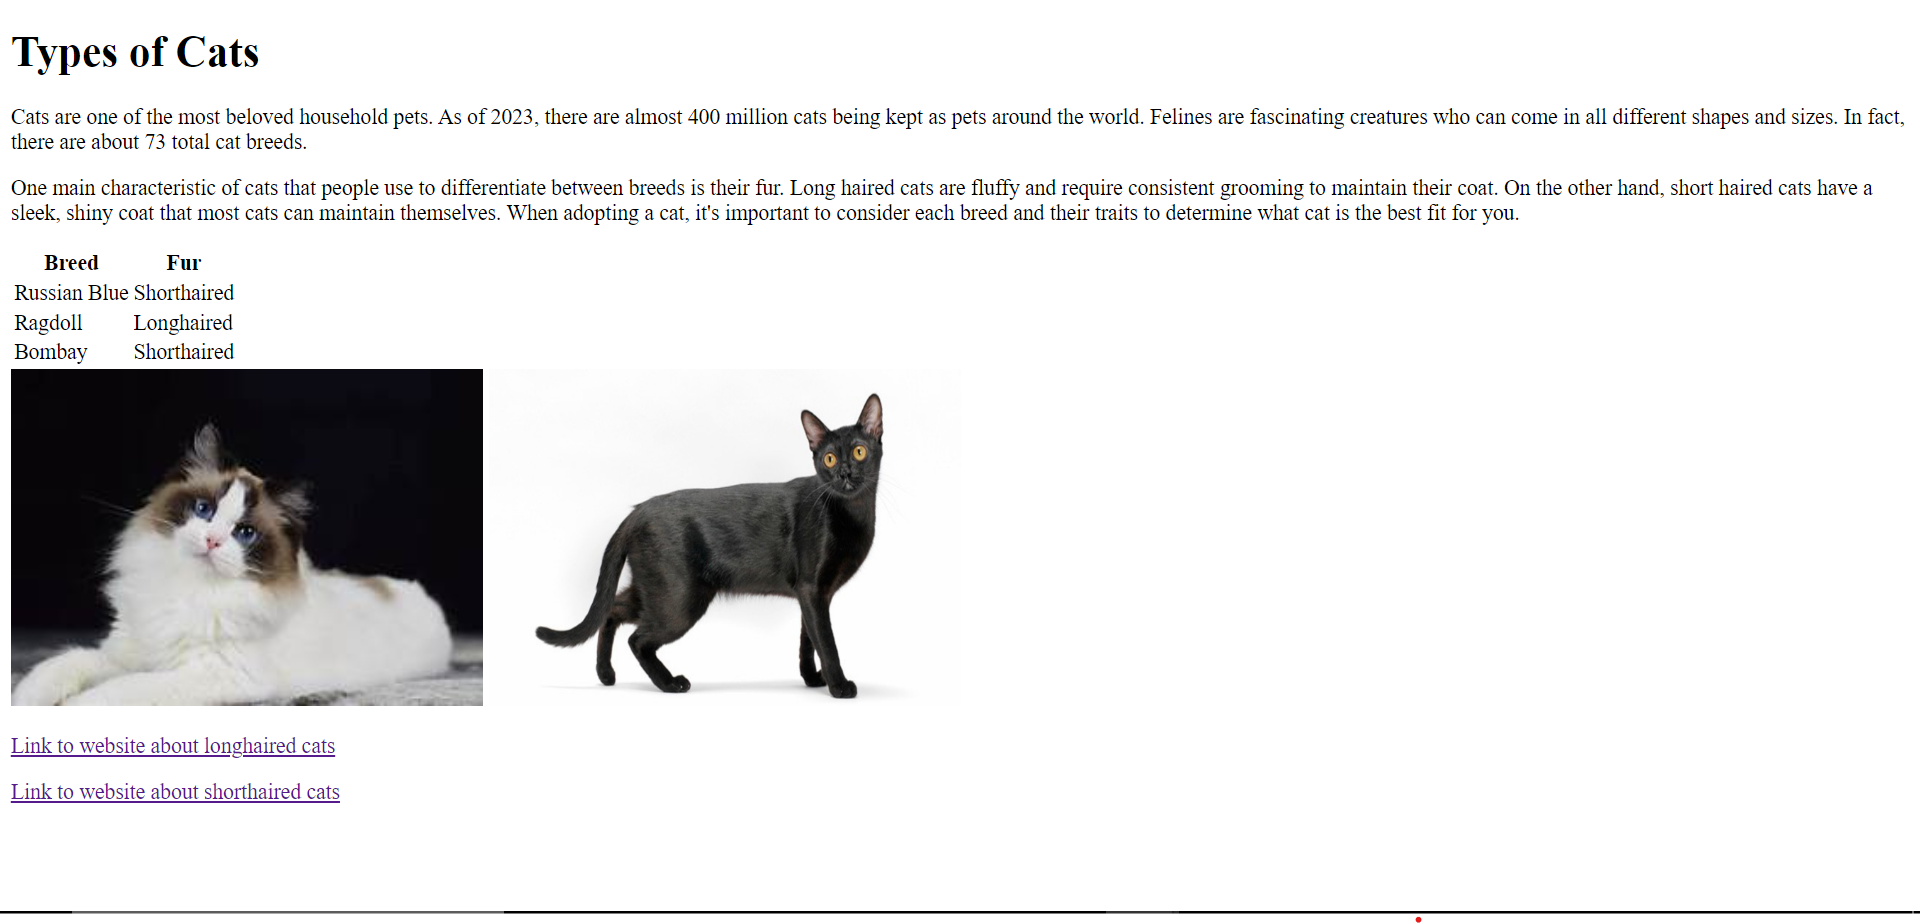 Types of Cats
Cats are one of the most beloved household pets. As of 2023, there are almost 400 million cats being kept as pets around the world. Felines are fascinating creatures who can come in all different shapes and sizes. In fact,
there are about 73 total cat breeds.
One main characteristic of cats that people use to differentiate between breeds is their fur. Long haired cats are fluffy and require consistent grooming to maintain their coat. On the other hand, short haired cats have a
sleek, shiny coat that most cats can maintain themselves. When adopting a cat, it's important to consider each breed and their traits to determine what cat is the best fit for you.
Breed Fur
Russian Blue Shorthaired
Ragdoll Longhaired
Bombay Shorthaired
Link to website about longhaired cats
Link to website about shorthaired cats